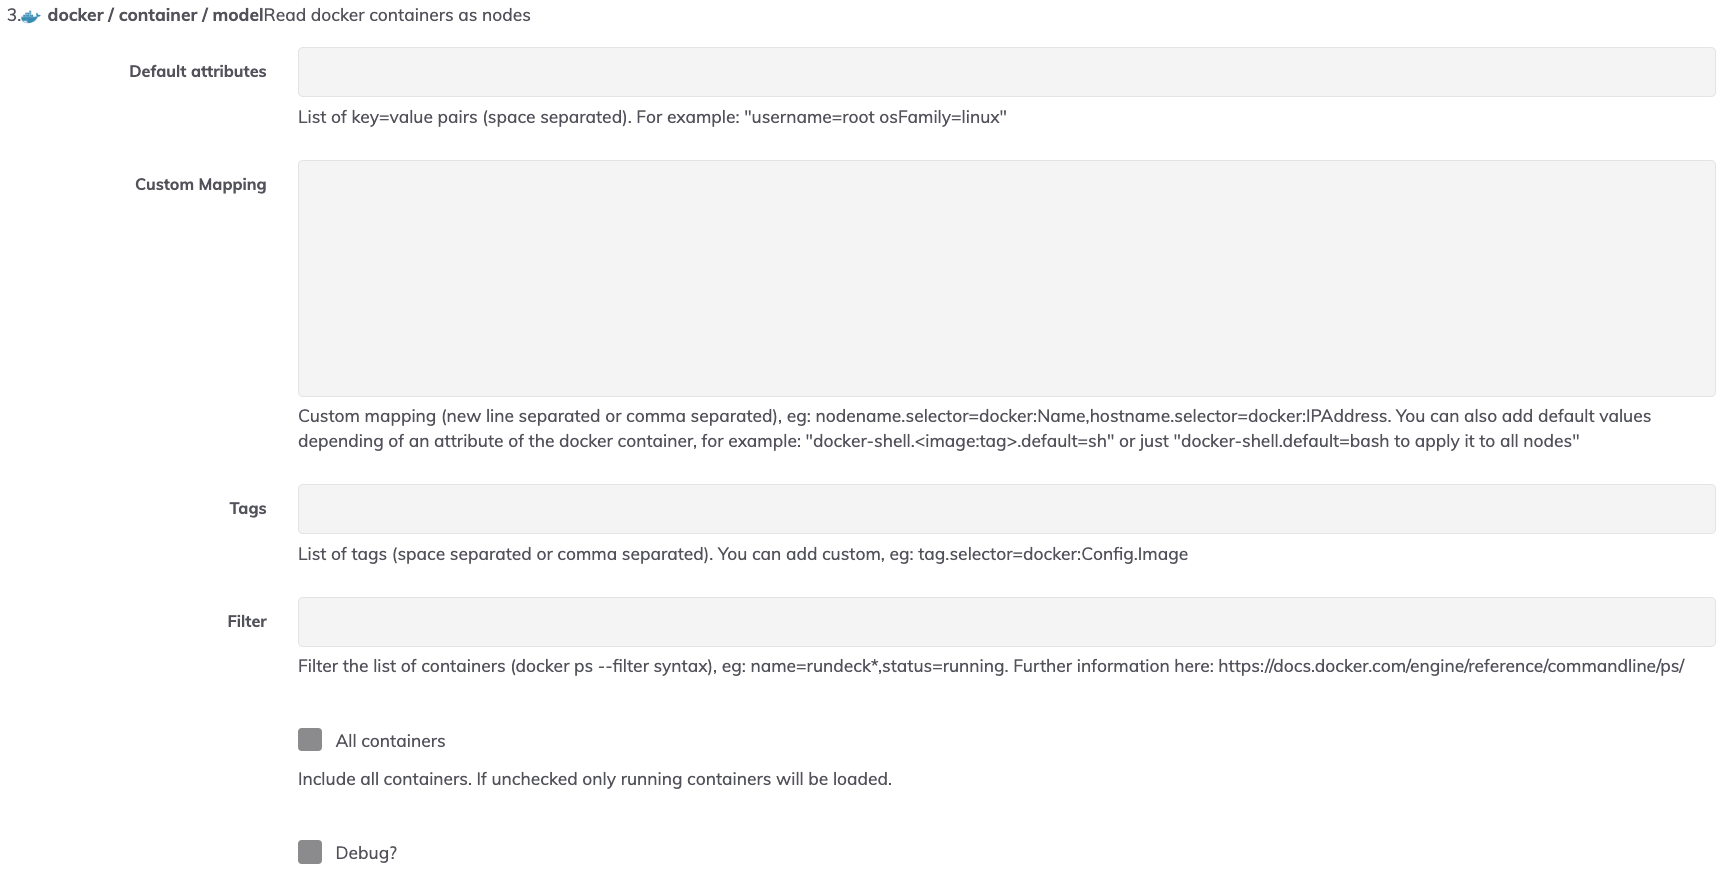 3. docker / container / modelRead docker containers as nodes
Default attributes
List of key=value pairs (space separated). For example: "username=root osFamily=linux"
Custom Mapping
Custom mapping (new line separated or comma separated), eg: nodename.selector=docker:Name,hostname.selector=docker:IPAddress. You can also add default values
depending of an attribute of the docker container, for example: "docker-shell.<image:tag>.default=sh" or just "docker-shell.default=bash to apply it to all nodes"
Tags
List of tags (space separated or comma separated). You can add custom, eg: tag.selector=docker:Config.Image
Filter
Filter the list of containers (docker ps --filter syntax), eg: name=rundeck*,status=running. Further information here: https://docs.docker.com/engine/reference/commandline/ps/
All containers
Include all containers. If unchecked only running containers will be loaded.
Debug?